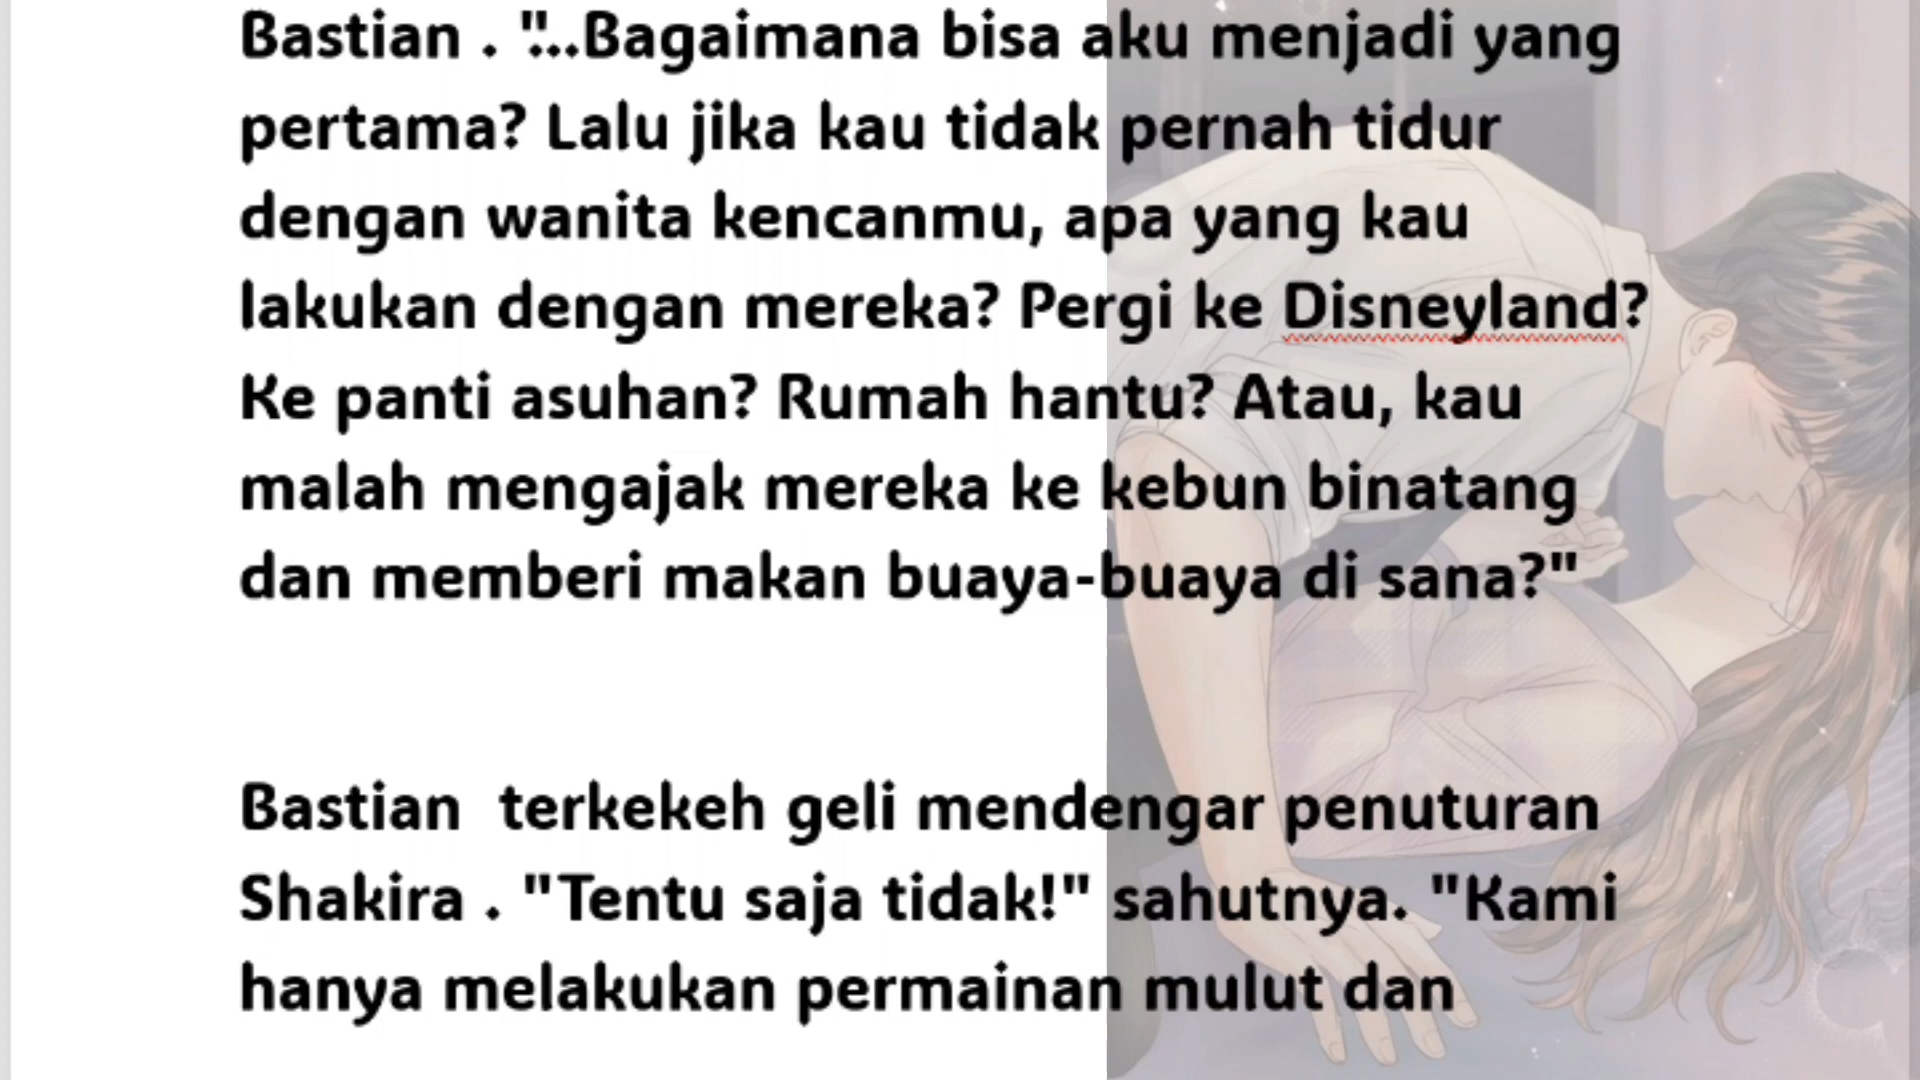 Bastian . "...Bagaimana bisa aku menjadi yang
pertama? Lalu jika kau tidak pernah tidur
dengan wanita kencanmu, apa yang kau
lakukan dengan mereka? Pergi ke Disneyland?
Ke panti asuhan? Rumah hantu? Atau, kau
malah mengajak mereka ke kebun binatang
dan memberi makan buaya-buaya di sana?"
Bastian  terkekeh geli mendengar penuturan
Shakira . "Tentu saja tidak!" sahutnya. "Kami
hanya melakukan permainan mulut dan